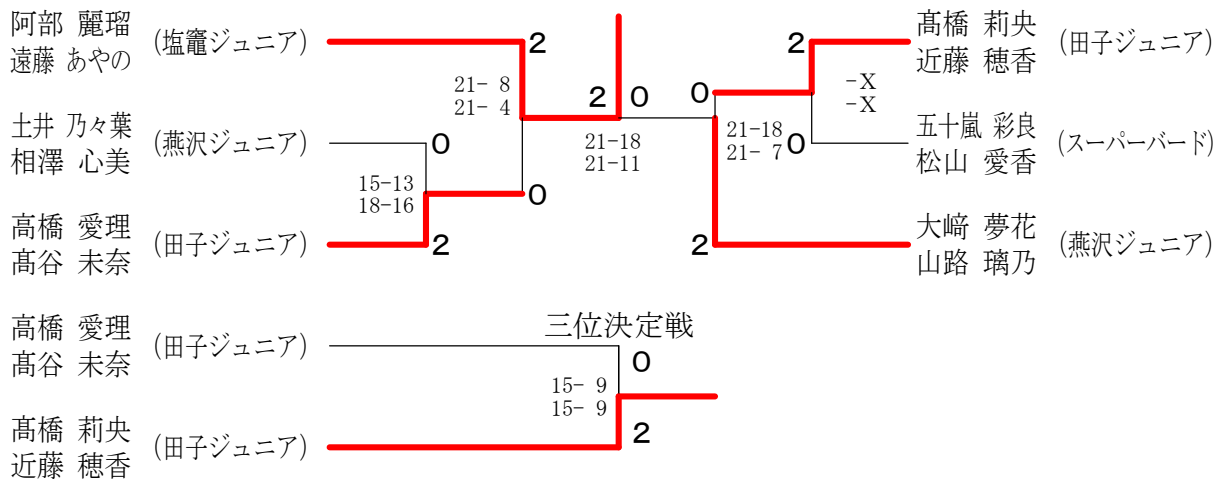 阿部 麗瑠
遠藤 あやの
(塩竈ジュニア)
2
21- 8
21- 4
土井 乃々葉
相澤 心美
(燕沢ジュニア)
0
15-13
18-16
0
高橋 愛理
髙谷 未奈
(田子ジュニア)
2
2 0
21-18
21-11
髙橋 莉央
近藤 穂香
(田子ジュニア)
2
-X
-X
0
五十嵐 彩良
松山 愛香
(スーパーバード)
0
21-18
21- 7
大﨑 夢花
山路 璃乃
(燕沢ジュニア)
2
三位決定戦
高橋 愛理
髙谷 未奈
(田子ジュニア)
0
15- 9
15- 9
髙橋 莉央
近藤 穂香
(田子ジュニア)
2